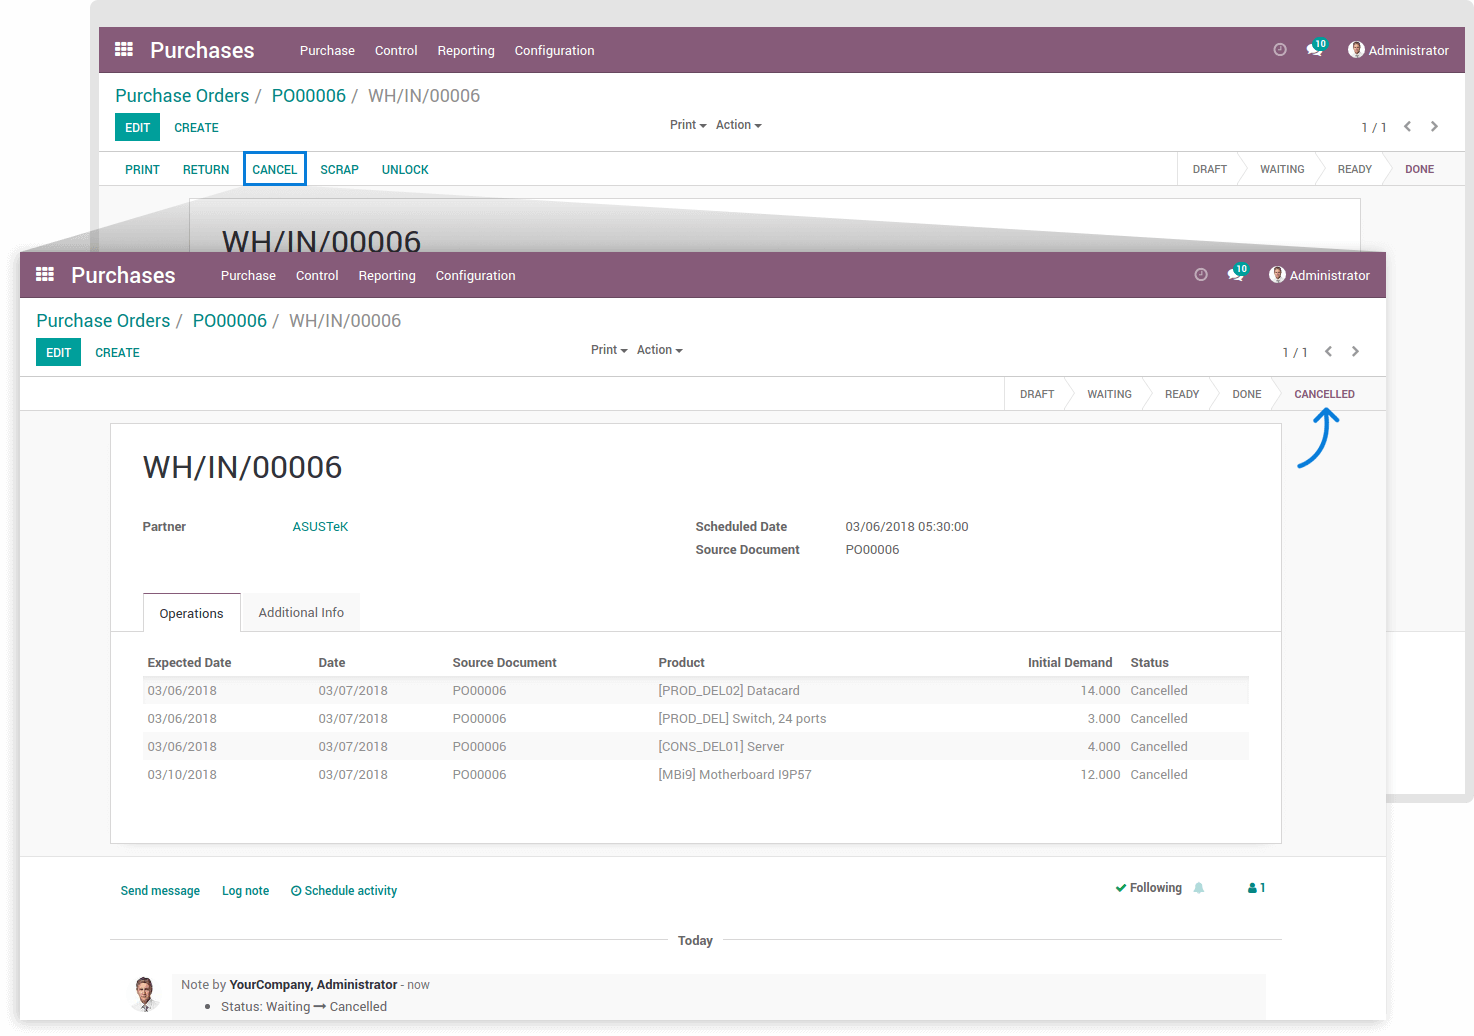 Purchases Purchase Control Reporting Configuration 10 Administrator
Purchase Orders / PO00006 / WH/IN/00006
EDIT CREATE Print Action 1 / 1
PRINT RETURN CANCEL SCRAP UNLOCK DRAFT WAITING READY DONE
WH/IN/00006
Purchases Purchase Control Reporting Configuration 10 Administrator
Purchase Orders / PO00006 / WH/IN/00006
EDIT CREATE Print Action 1 / 1
DRAFT WAITING READY DONE CANCELLED
WH/IN/00006
Partner ASUSTeK Scheduled Date 03/06/2018 05:30:00
Source Document PO00006
Operations Additional Info
Expected Date Date Source Document Product Initial Demand Status
03/06/2018 03/07/2018 PO00006 [PROD_DEL02] Datacard 14.000 Cancelled
03/06/2018 03/07/2018 PO00006 [PROD_DEL] Switch, 24 ports 3.000 Cancelled
03/06/2018 03/07/2018 PO00006 [CONS_DEL01] Server 4.000 Cancelled
03/10/2018 03/07/2018 PO00006 [MBi9] Motherboard I9P57 12.000 Cancelled
Send message Log note Schedule activity Following 1
Today
Note by YourCompany, Administrator - now
• Status: Waiting → Cancelled